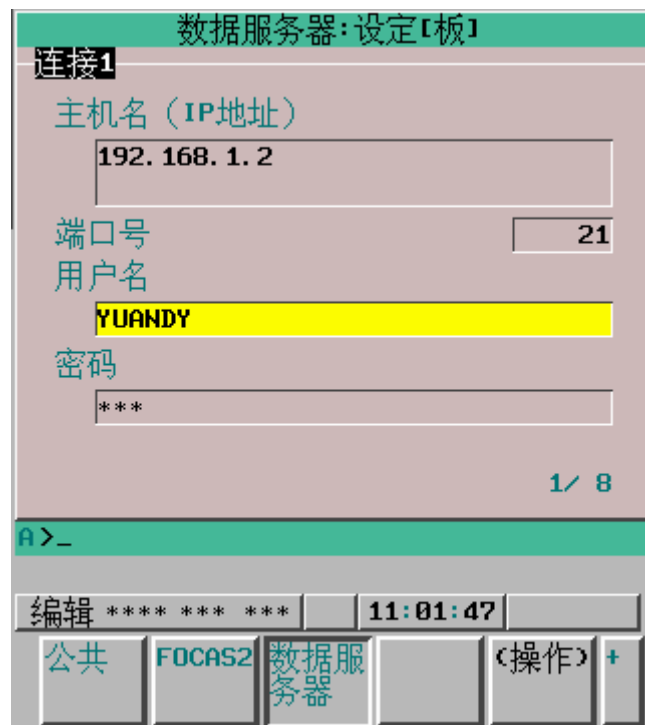 数据服务器:设定[板]
连接1
主机名（IP地址）
192.168.1.2
端口号 21
用户名
YUANDY
密码
***
1/ 8
A>_
编辑 **** *** *** 11:01:47
公共 FOCAS2 数据服务器 (操作) +